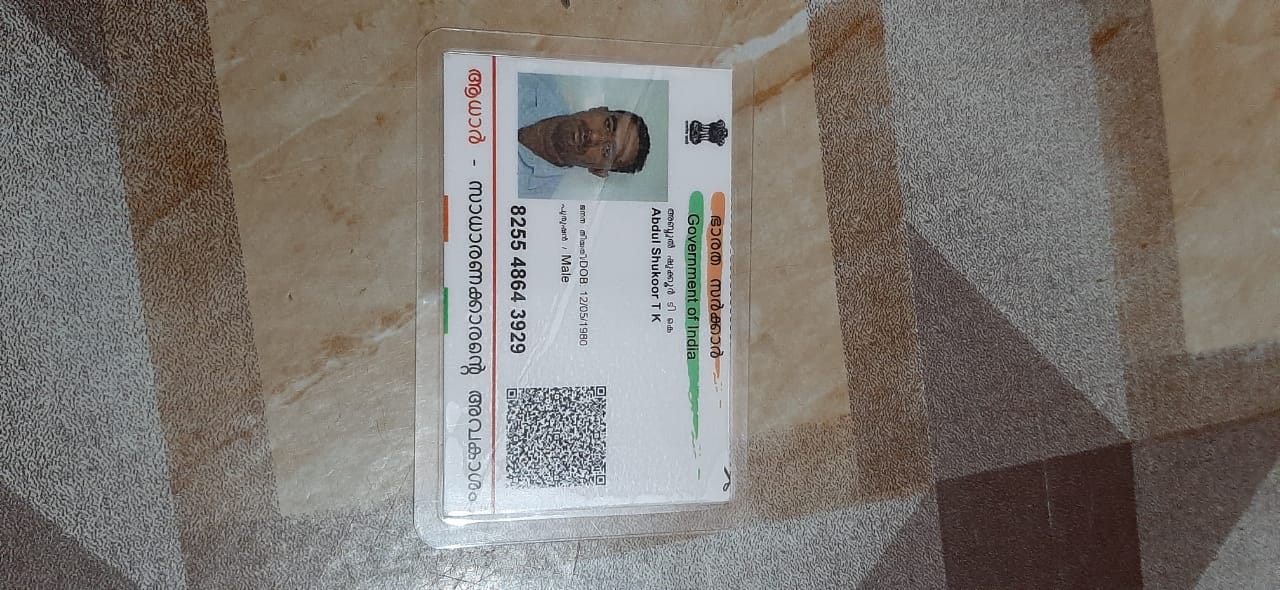 ഭാരത സർക്കാർ
Government of India
അബ്ദുൽ ഷുക്കൂർ ടി കെ
Abdul Shukoor T K
ജനന തിയതി/DOB: 12/05/1980
പുരുഷൻ / Male
8255 4864 3929
ആധാർ - സാധാരണക്കാരന്റെ അവകാശം